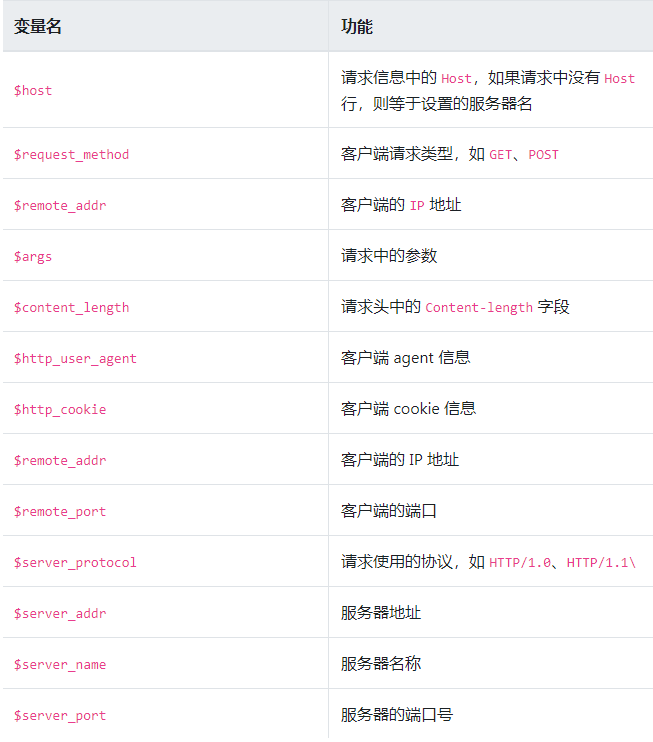 变量名 功能
$host 请求信息中的 Host，如果请求中没有 Host
行，则等于设置的服务器名
$request_method 客户端请求类型，如 GET、POST
$remote_addr 客户端的 IP 地址
$args 请求中的参数
$content_length 请求头中的 Content-length 字段
$http_user_agent 客户端 agent 信息
$http_cookie 客户端 cookie 信息
$remote_addr 客户端的 IP 地址
$remote_port 客户端的端口
$server_protocol 请求使用的协议，如 HTTP/1.0、HTTP/1.1\
$server_addr 服务器地址
$server_name 服务器名称
$server_port 服务器的端口号